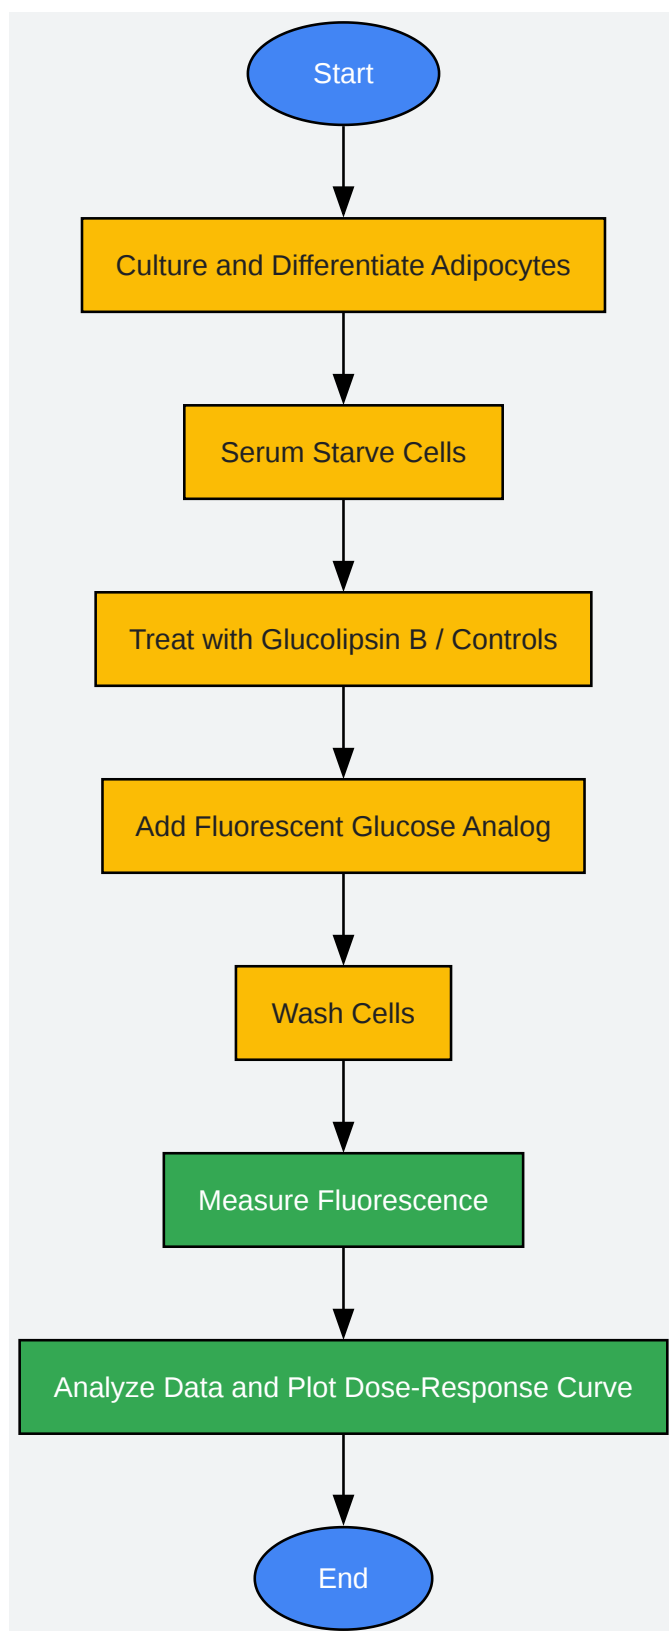 Start
Culture and Differentiate Adipocytes
Serum Starve Cells
Treat with Glucolipsin B / Controls
Add Fluorescent Glucose Analog
Wash Cells
Measure Fluorescence
Analyze Data and Plot Dose-Response Curve
End